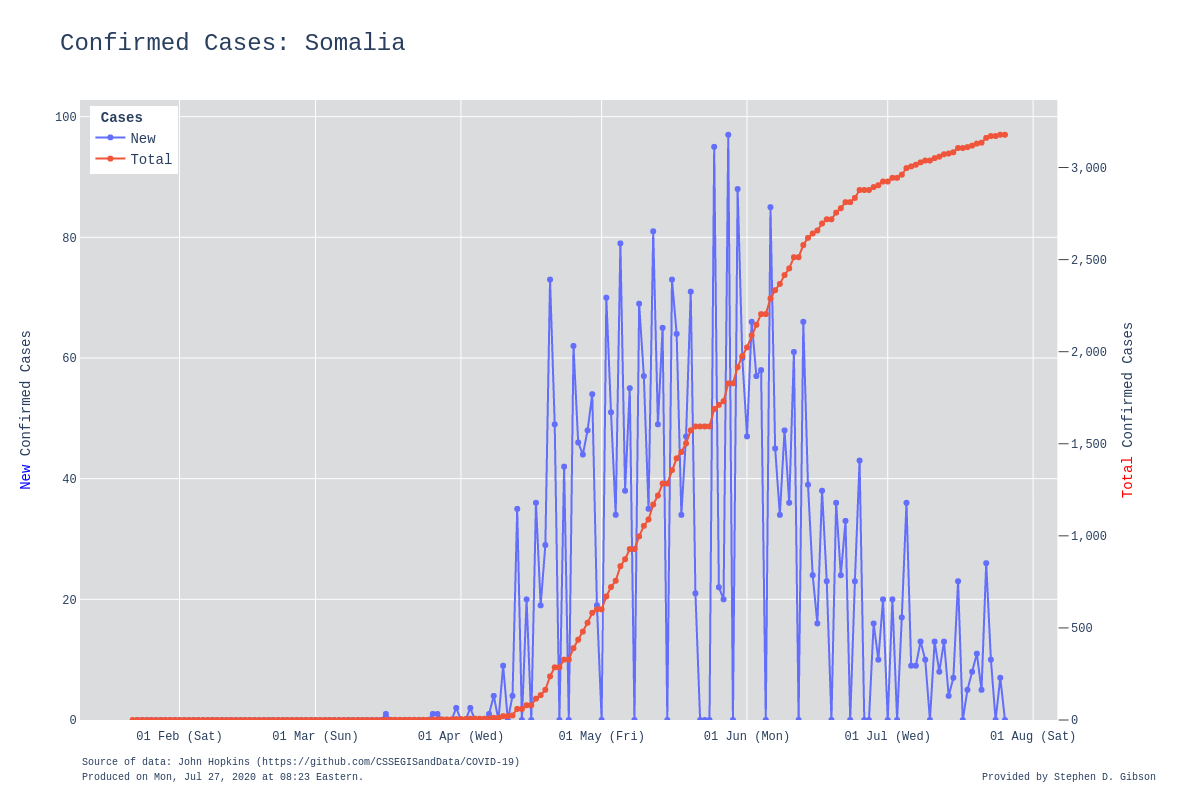 Confirmed Cases: Somalia
Cases
New
Total
100
80
60
40
20
0
3,000
2,500
2,000
1,500
1,000
500
0
New Confirmed Cases
Total Confirmed Cases
01 Feb (Sat)
01 Mar (Sun)
01 Apr (Wed)
01 May (Fri)
01 Jun (Mon)
01 Jul (Wed)
01 Aug (Sat)
Source of data: John Hopkins (https://github.com/CSSEGISandData/COVID-19)
Produced on Mon, Jul 27, 2020 at 08:23 Eastern.
Provided by Stephen D. Gibson